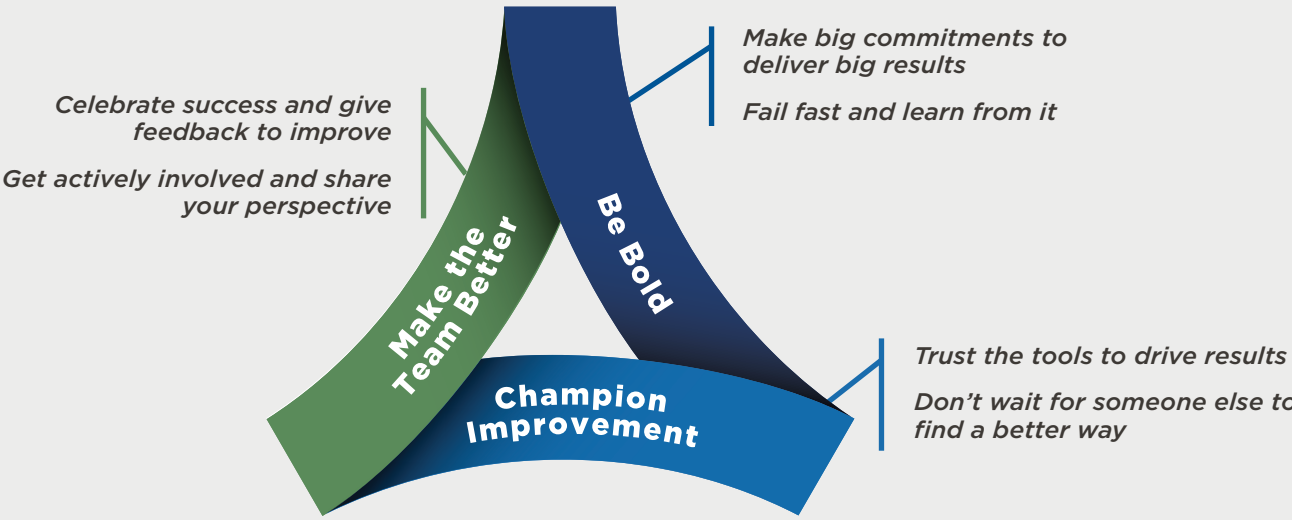 Make big commitments to
deliver big results
Fail fast and learn from it
Celebrate success and give
feedback to improve
Get actively involved and share
your perspective
Make the
Team Better
Be Bold
Champion
Improvement
Trust the tools to drive results
Don’t wait for someone else to
find a better way